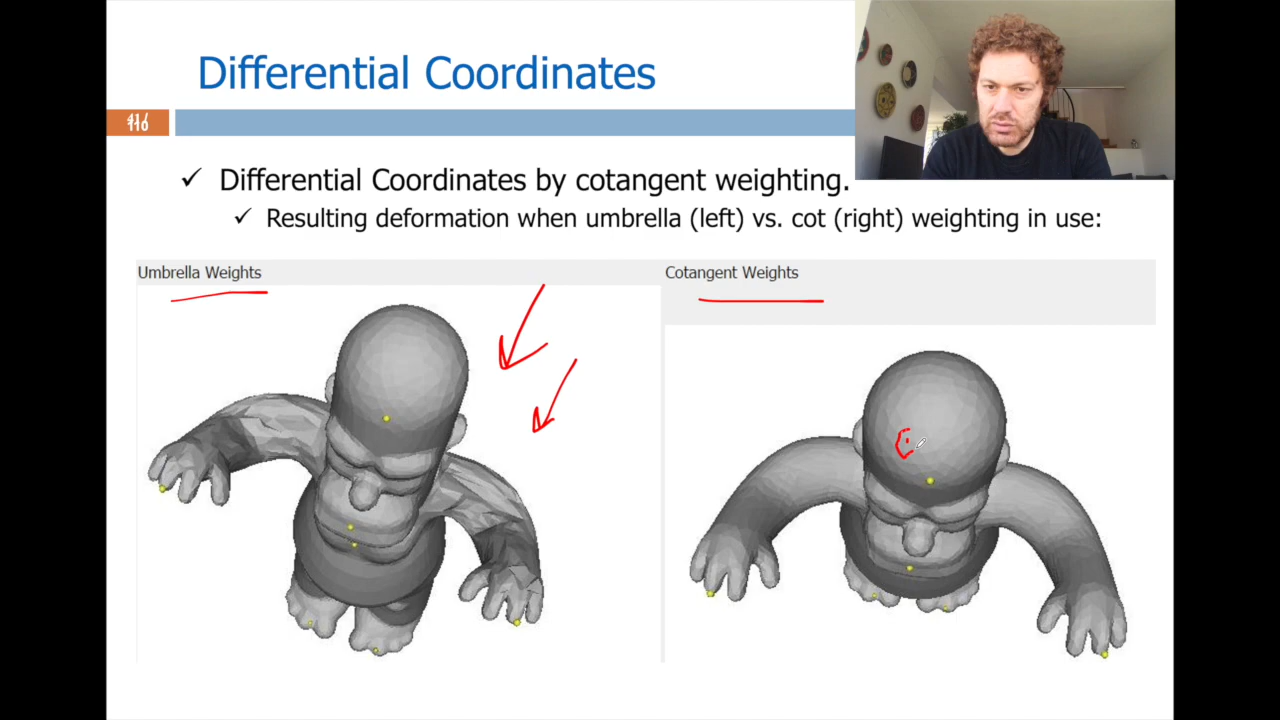 Differential Coordinates
✓ Differential Coordinates by cotangent weighting.
✓ Resulting deformation when umbrella (left) vs. cot (right) weighting in use:
Umbrella Weights
Cotangent Weights